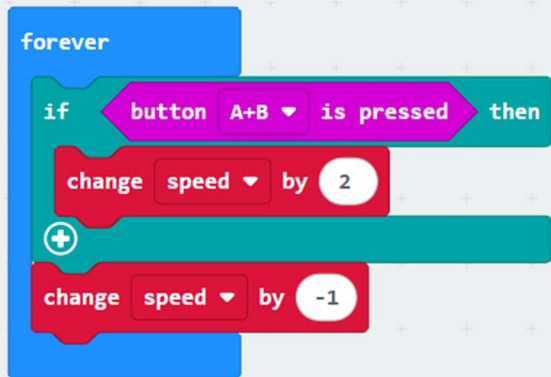 forever
if button A+B is pressed then
change speed by 2
change speed by -1